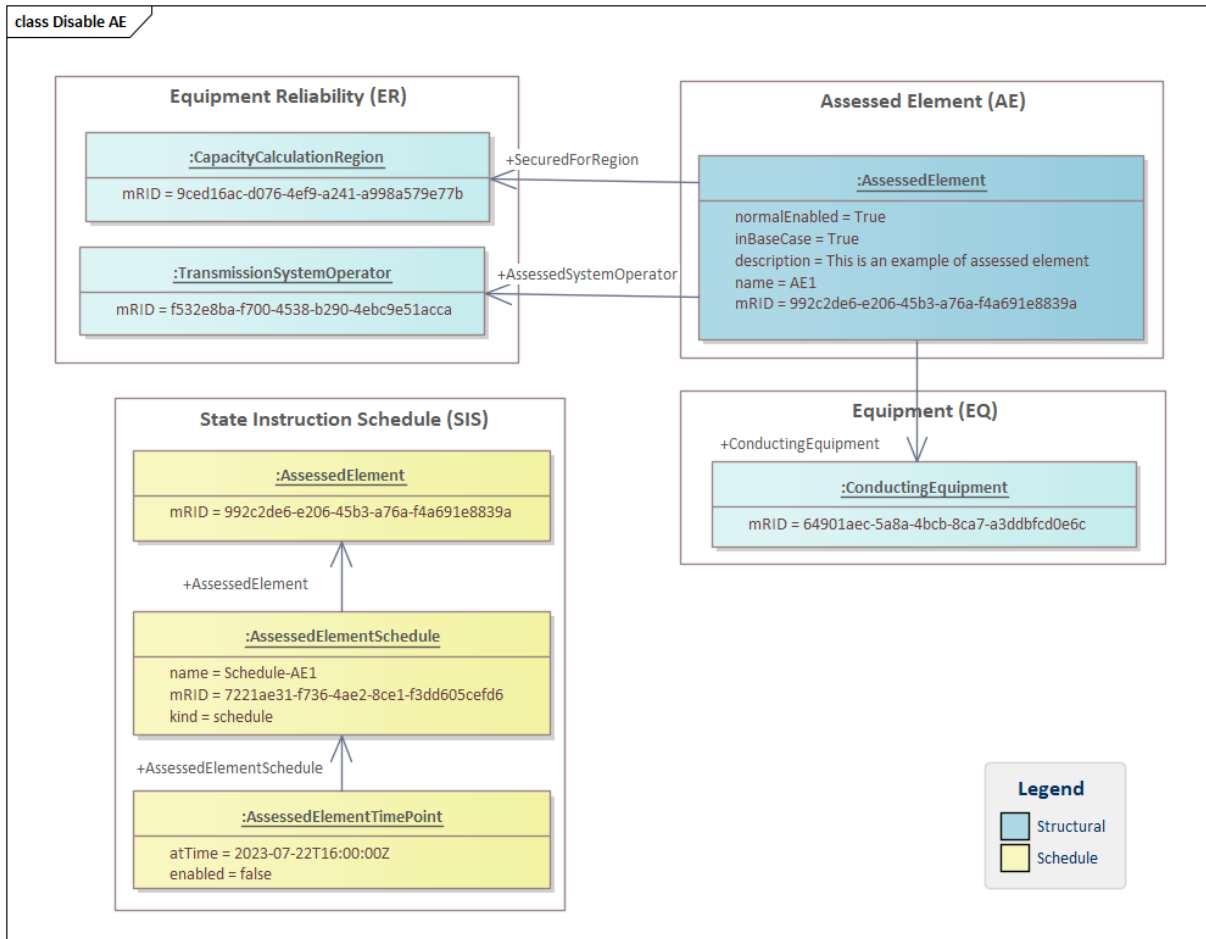 class Disable AE
Equipment Reliability (ER)
:CapacityCalculationRegion
mRID = 9ced16ac-d076-4ef9-a241-a998a579e77b
:TransmissionSystemOperator
mRID = f532e8ba-f700-4538-b290-4ebc9e51acca
+SecuredForRegion
+AssessedSystemOperator
Assessed Element (AE)
:AssessedElement
normalEnabled = True
inBaseCase = True
description = This is an example of assessed element
name = AE1
mRID = 992c2de6-e206-45b3-a76a-f4a691e8839a
Equipment (EQ)
+ConductingEquipment
:ConductingEquipment
mRID = 64901aec-5a8a-4bcb-8ca7-a3ddbfcd0e6c
State Instruction Schedule (SIS)
:AssessedElement
mRID = 992c2de6-e206-45b3-a76a-f4a691e8839a
+AssessedElement
:AssessedElementSchedule
name = Schedule-AE1
mRID = 7221ae31-f736-4ae2-8ce1-f3dd605cefd6
kind = schedule
+AssessedElementSchedule
:AssessedElementTimePoint
atTime = 2023-07-22T16:00:00Z
enabled = false
Legend
Structural
Schedule